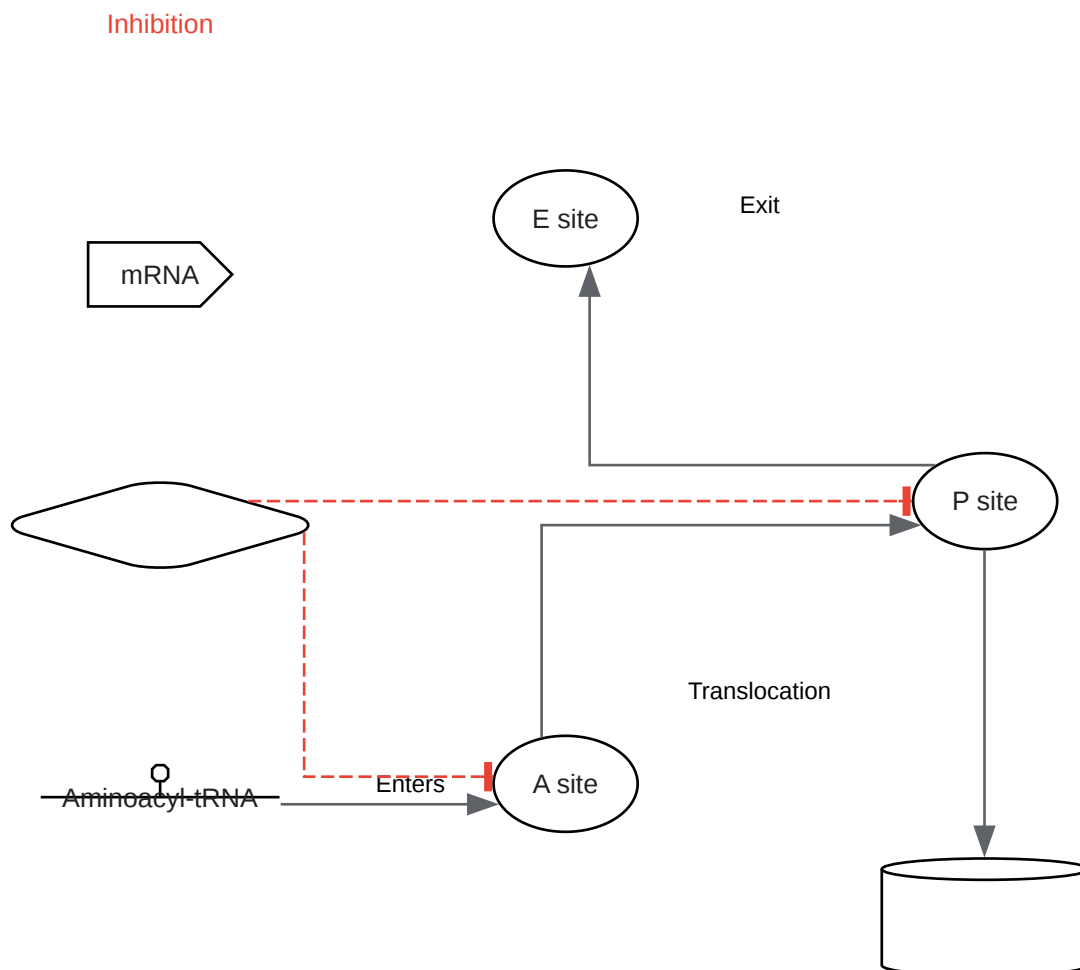 Inhibition
E site
Exit
mRNA
P site
Translocation
Enters
A site
Aminoacyl-tRNA